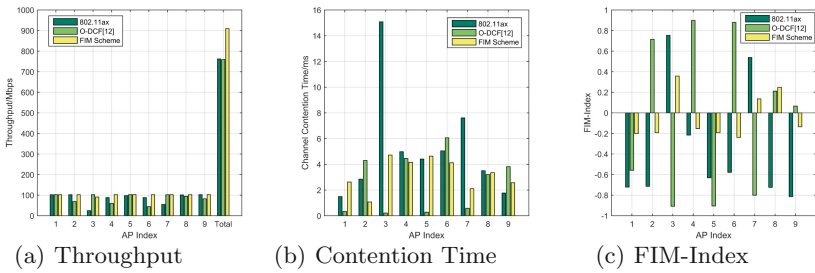 1000
900
800
700
600
500
400
300
200
100
0
Throughput/Mbps
802.11ax
O-DCF[12]
FIM Scheme
1 2 3 4 5 6 7 8 9 Total
AP Index
(a) Throughput
16
14
12
10
8
6
4
2
0
Channel Contention Time/ms
802.11ax
O-DCF[12]
FIM Scheme
1 2 3 4 5 6 7 8 9
AP Index
(b) Contention Time
1
0.8
0.6
0.4
0.2
0
-0.2
-0.4
-0.6
-0.8
-1
FIM-Index
802.11ax
O-DCF[12]
FIM Scheme
1 2 3 4 5 6 7 8 9
AP Index
(c) FIM-Index